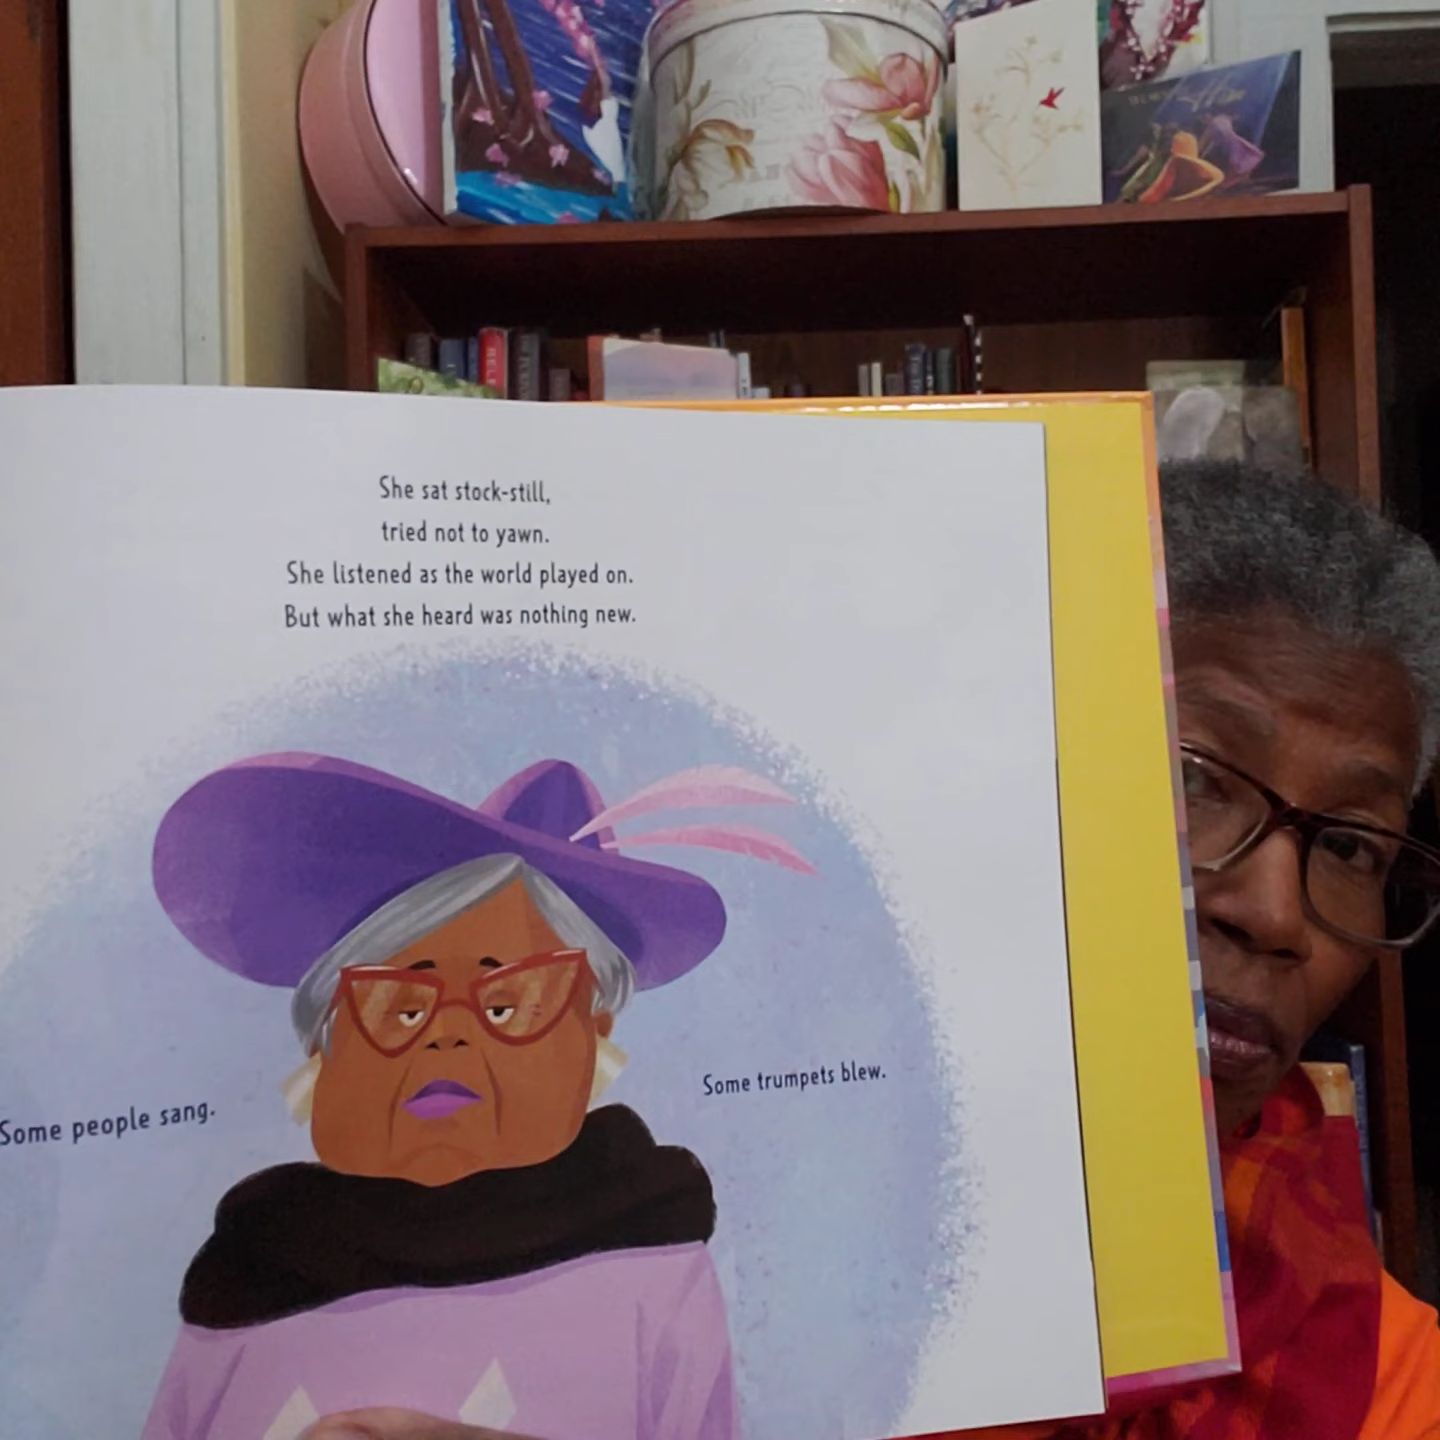 She sat stock-still,
tried not to yawn.
She listened as the world played on.
But what she heard was nothing new.
Some people sang.
Some trumpets blew.